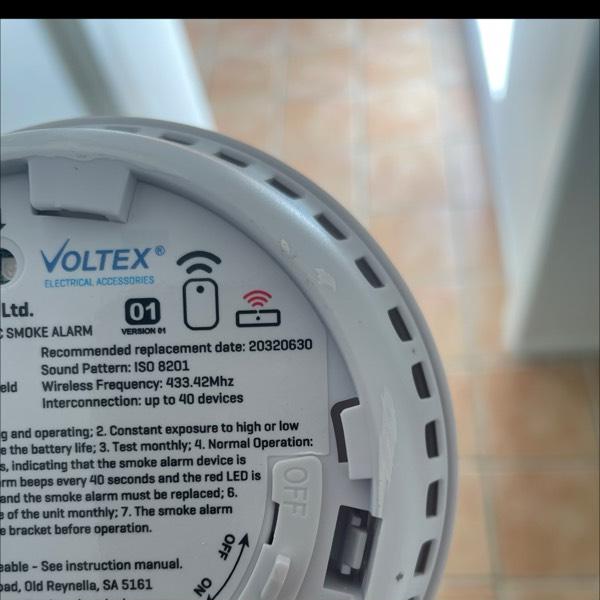 VOLTEX®
ELECTRICAL ACCESSORIES
Ltd.
01
C SMOKE ALARM
VERSION 01
Recommended replacement date: 20320630
Sound Pattern: ISO 8201
eld Wireless Frequency: 433.42Mhz
Interconnection: up to 40 devices
g and operating; 2. Constant exposure to high or low
e the battery life; 3. Test monthly; 4. Normal Operation:
s, indicating that the smoke alarm device is
rm beeps every 40 seconds and the red LED is
and the smoke alarm must be replaced; 6.
e of the unit monthly; 7. The smoke alarm
e bracket before operation.
OFF
OFF
ON
eable - See instruction manual.
oad, Old Reynella, SA 5161